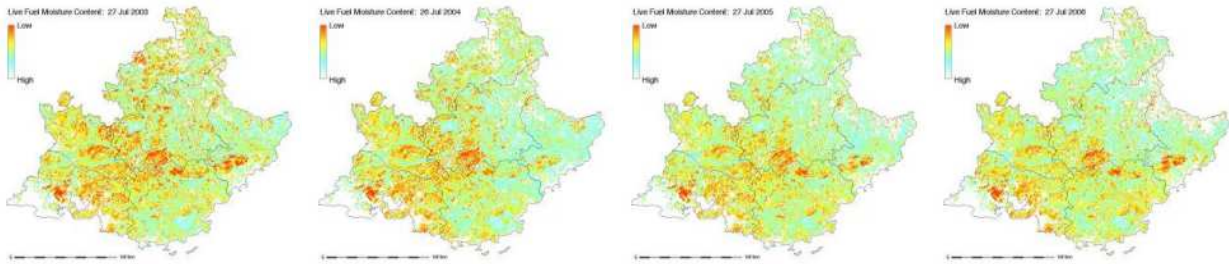 Live Fuel Moisture Content: 27 Jul 2003
Low
High
Live Fuel Moisture Content: 26 Jul 2004
Low
High
Live Fuel Moisture Content: 27 Jul 2005
Low
High
Live Fuel Moisture Content: 27 Jul 2006
Low
High